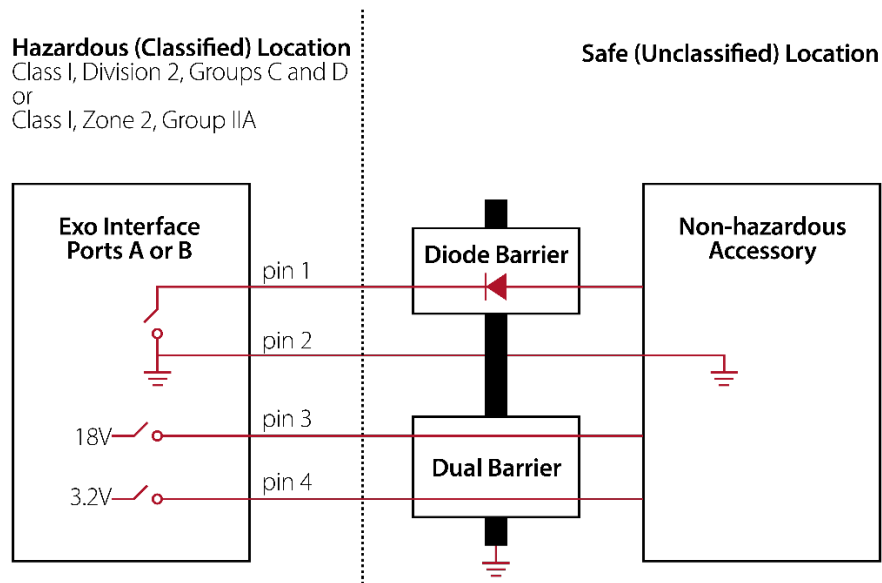 Hazardous (Classified) Location
Class I, Division 2, Groups C and D
or
Class I, Zone 2, Group IIA
Safe (Unclassified) Location
Exo Interface
Ports A or B
pin 1
pin 2
pin 3
pin 4
18V
3.2V
Diode Barrier
Dual Barrier
Non-hazardous
Accessory